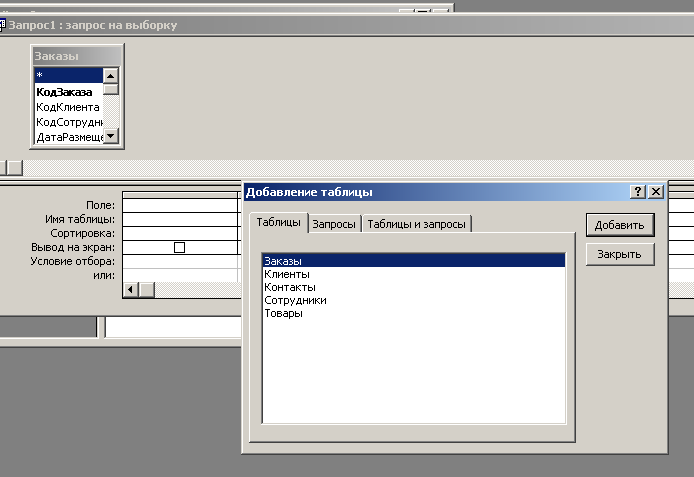 Запрос1 : запрос на выборку
Заказы
*
КодЗаказа
КодКлиента
КодСотрудн
ДатаРазмеще
Добавление таблицы
Поле:
Имя таблицы:
Сортировка:
Вывод на экран:
Условие отбора:
или:
Таблицы
Запросы
Таблицы и запросы
Добавить
Закрыть
Заказы
Клиенты
Контакты
Сотрудники
Товары